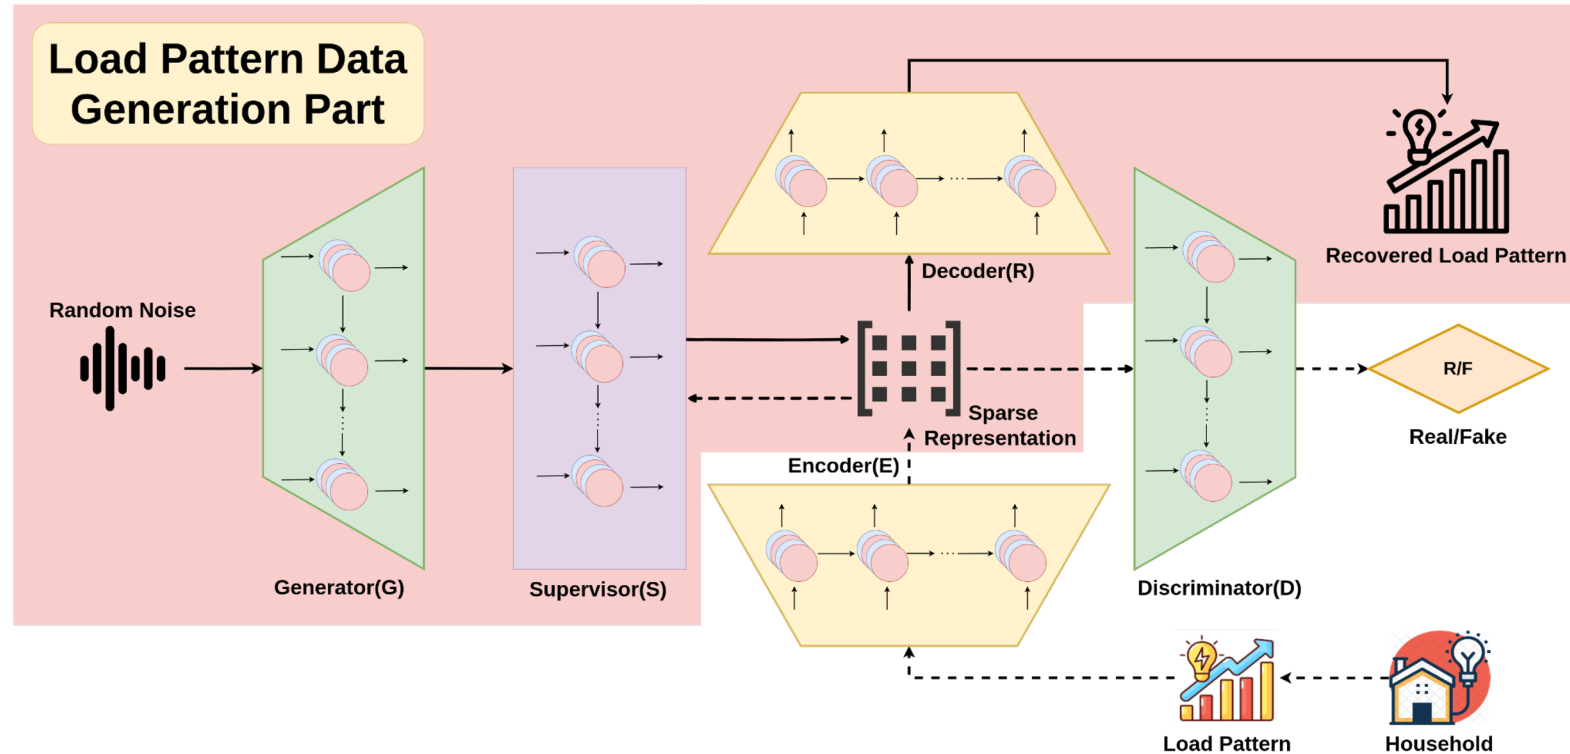 Load Pattern Data
Generation Part
Random Noise
Generator(G)
Supervisor(S)
Decoder(R)
Sparse
Representation
Encoder(E)
Discriminator(D)
Recovered Load Pattern
R/F
Real/Fake
Load Pattern
Household